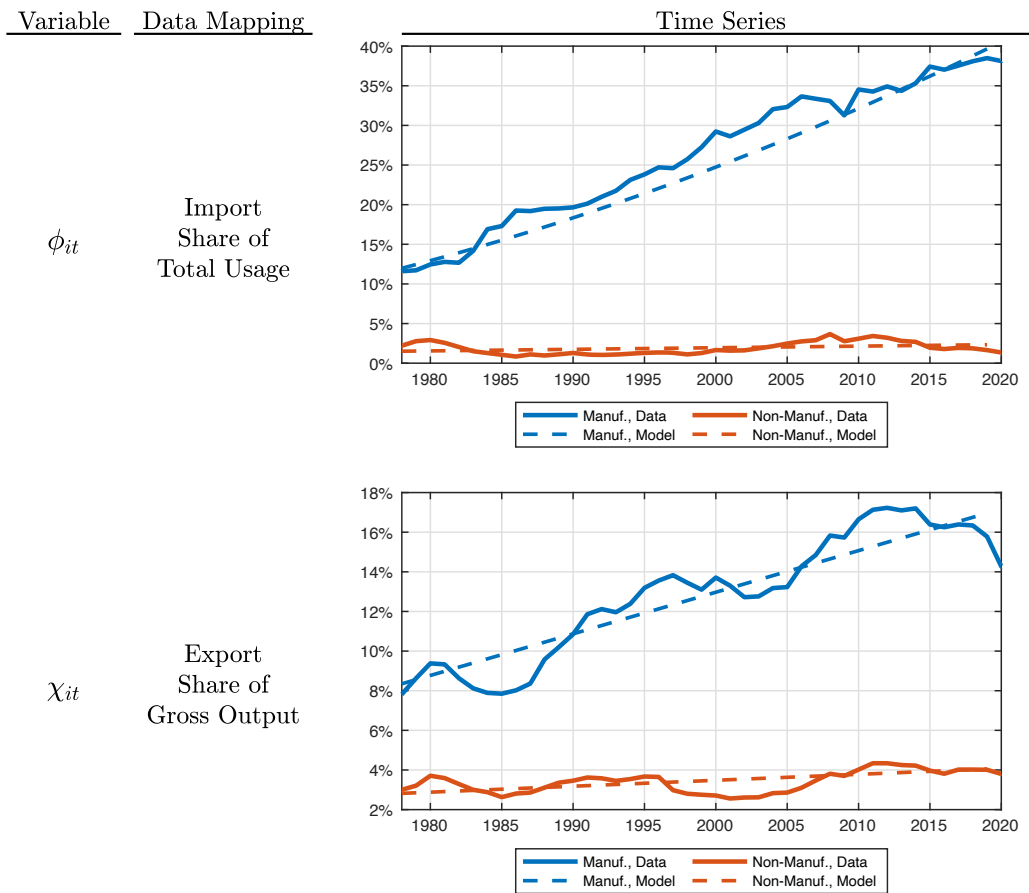 Variable Data Mapping Time Series
40%
35%
30%
25%
20%
15%
10%
5%
0%
ϕ_it
Import
Share of
Total Usage
1980 1985 1990 1995 2000 2005 2010 2015 2020
Manuf., Data Non-Manuf., Data
Manuf., Model Non-Manuf., Model
18%
16%
14%
12%
10%
8%
6%
4%
2%
χ_it
Export
Share of
Gross Output
1980 1985 1990 1995 2000 2005 2010 2015 2020
Manuf., Data Non-Manuf., Data
Manuf., Model Non-Manuf., Model